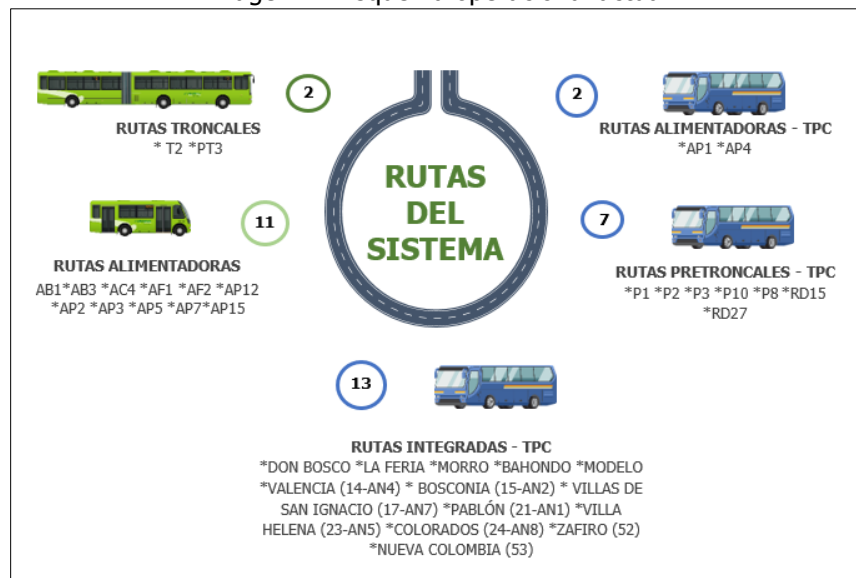 2
RUTAS TRONCALES
* T2 *PT3
2
RUTAS ALIMENTADORAS - TPC
*AP1 *AP4
RUTAS
DEL
SISTEMA
11
RUTAS ALIMENTADORAS
AB1*AB3 *AC4 *AF1 *AF2 *AP12
*AP2 *AP3 *AP5 *AP7*AP15
7
RUTAS PRETRONCALES - TPC
*P1 *P2 *P3 *P10 *P8 *RD15
*RD27
13
RUTAS INTEGRADAS - TPC
*DON BOSCO *LA FERIA *MORRO *BAHONDO *MODELO
*VALENCIA (14-AN4) * BOSCONIA (15-AN2) * VILLAS DE
SAN IGNACIO (17-AN7) *PABLÓN (21-AN1) *VILLA
HELENA (23-AN5) *COLORADOS (24-AN8) *ZAFIRO (52)
*NUEVA COLOMBIA (53)